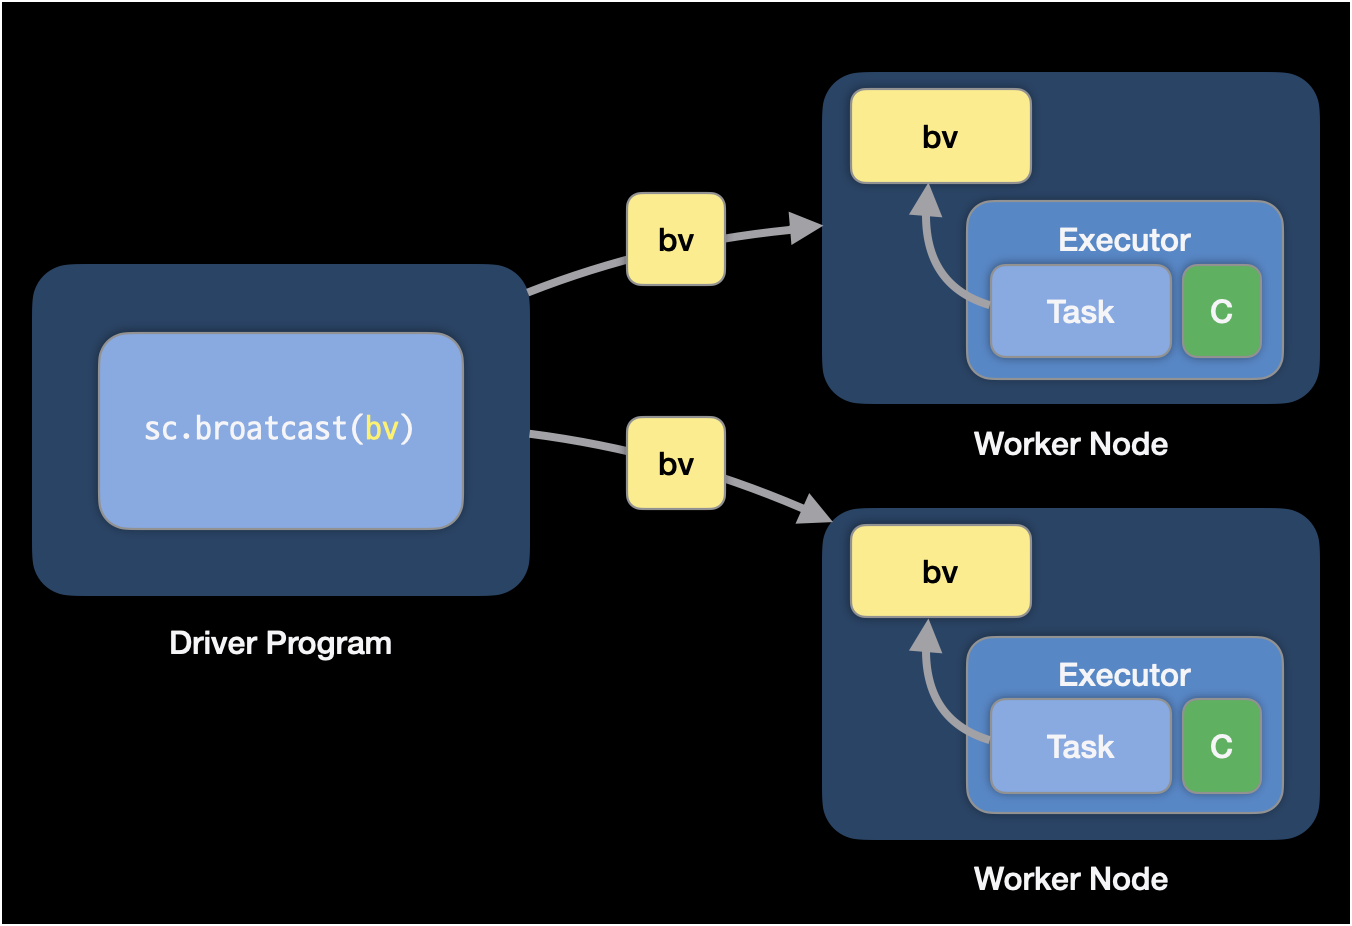 sc.broatcast(bv)
Driver Program
bv
bv
bv
Executor
Task
C
Worker Node
bv
Executor
Task
C
Worker Node